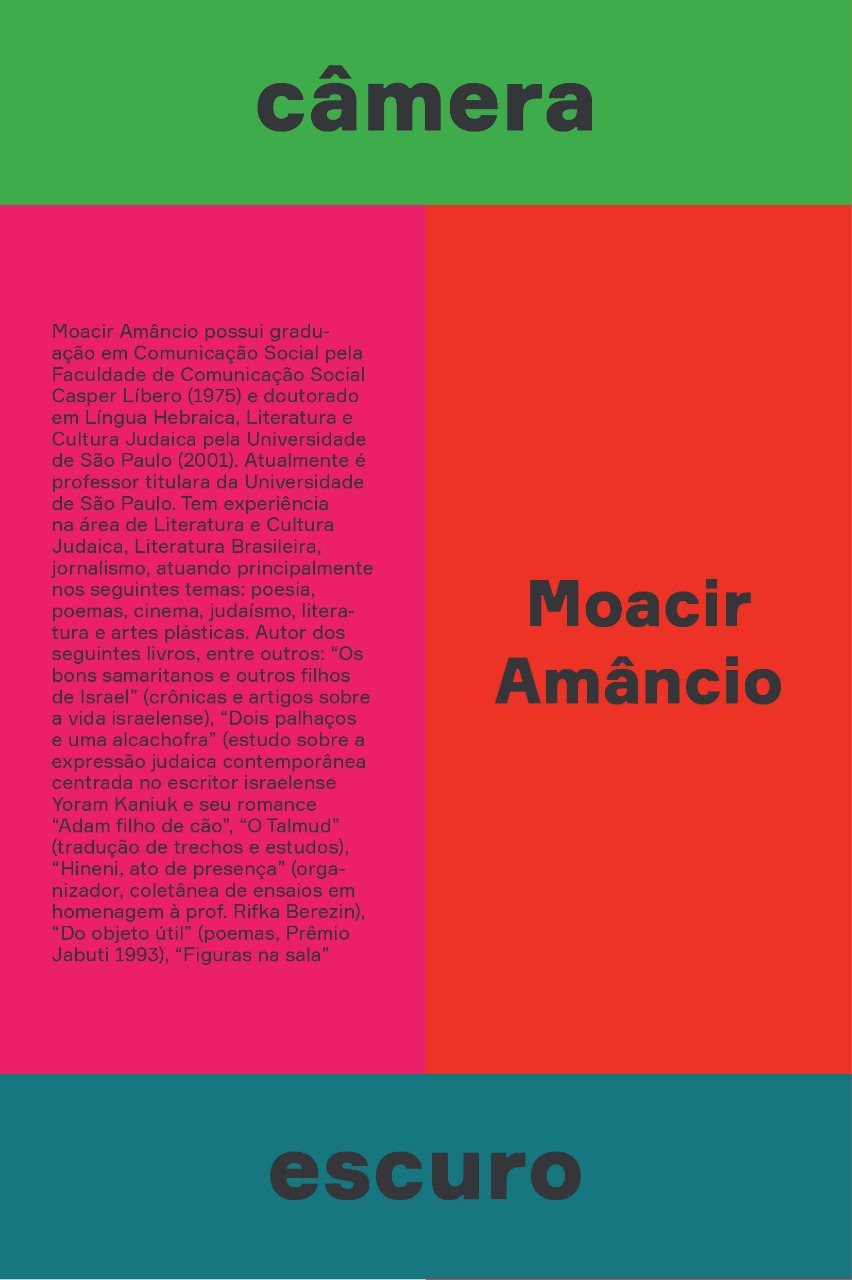 câmera
Moacir Amâncio possui gradu-
ação em Comunicação Social pela
Faculdade de Comunicação Social
Casper Líbero (1975) e doutorado
em Língua Hebraica, Literatura e
Cultura Judaica pela Universidade
de São Paulo (2001). Atualmente é
professor titulara da Universidade
de São Paulo. Tem experiência
na área de Literatura e Cultura
Judaica, Literatura Brasileira,
jornalismo, atuando principalmente
nos seguintes temas: poesia,
poemas, cinema, judaísmo, litera-
tura e artes plásticas. Autor dos
seguintes livros, entre outros: “Os
bons samaritanos e outros filhos
de Israel” (crônicas e artigos sobre
a vida israelense), “Dois palhaços
e uma alcachofra” (estudo sobre a
expressão judaica contemporânea
centrada no escritor israelense
Yoram Kaniuk e seu romance
“Adam filho de cão”, “O Talmud”
(tradução de trechos e estudos),
“Hineni, ato de presença” (orga-
nizador, coletânea de ensaios em
homenagem à prof. Rifka Berezin),
“Do objeto útil” (poemas, Prêmio
Jabuti 1993), “Figuras na sala”
Moacir
Amâncio
escuro